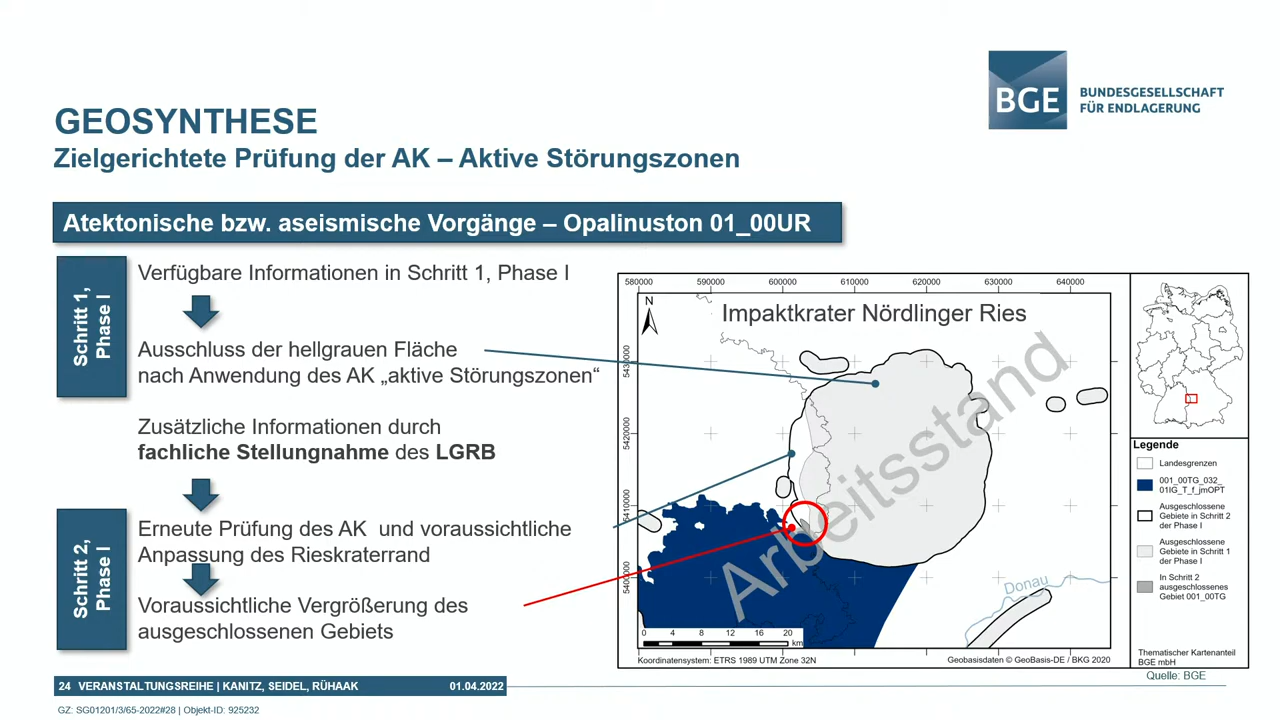 BGE
BUNDESGESELLSCHAFT
FÜR ENDLAGERUNG
GEOSYNTHESE
Zielgerichtete Prüfung der AK – Aktive Störungszonen
Atektonische bzw. aseismische Vorgänge – Opalinuston 01_00UR
Schritt 1,
Phase I
Verfügbare Informationen in Schritt 1, Phase I
Ausschluss der hellgrauen Fläche
nach Anwendung des AK „aktive Störungszonen“
Zusätzliche Informationen durch
fachliche Stellungnahme des LGRB
Schritt 2,
Phase I
Erneute Prüfung des AK und voraussichtliche
Anpassung des Rieskraterrand
Voraussichtliche Vergrößerung des
ausgeschlossenen Gebiets
580000 590000 600000 610000 620000 630000 640000
N
Impaktkrater Nördlinger Ries
5430000
5420000
5410000
5400000
Arbeitsstand
Donau
0 4 8 12 16 20
km
Koordinatensystem: ETRS 1989 UTM Zone 32N
Geobasisdaten © GeoBasis-DE / BKG 2020
Legende
Landesgrenzen
001_00TG_032_
01IG_T_f_jmOPT
Ausgeschlossene
Gebiete in Schritt 2
der Phase I
Ausgeschlossene
Gebiete in Schritt 1
der Phase I
In Schritt 2
ausgeschlossenes
Gebiet 001_00TG
Thematischer Kartenanteil
BGE mbH
Quelle: BGE
24 VERANSTALTUNGSREIHE | KANITZ, SEIDEL, RÜHAAK 01.04.2022
GZ: SG01201/3/65-2022#28 | Objekt-ID: 925232